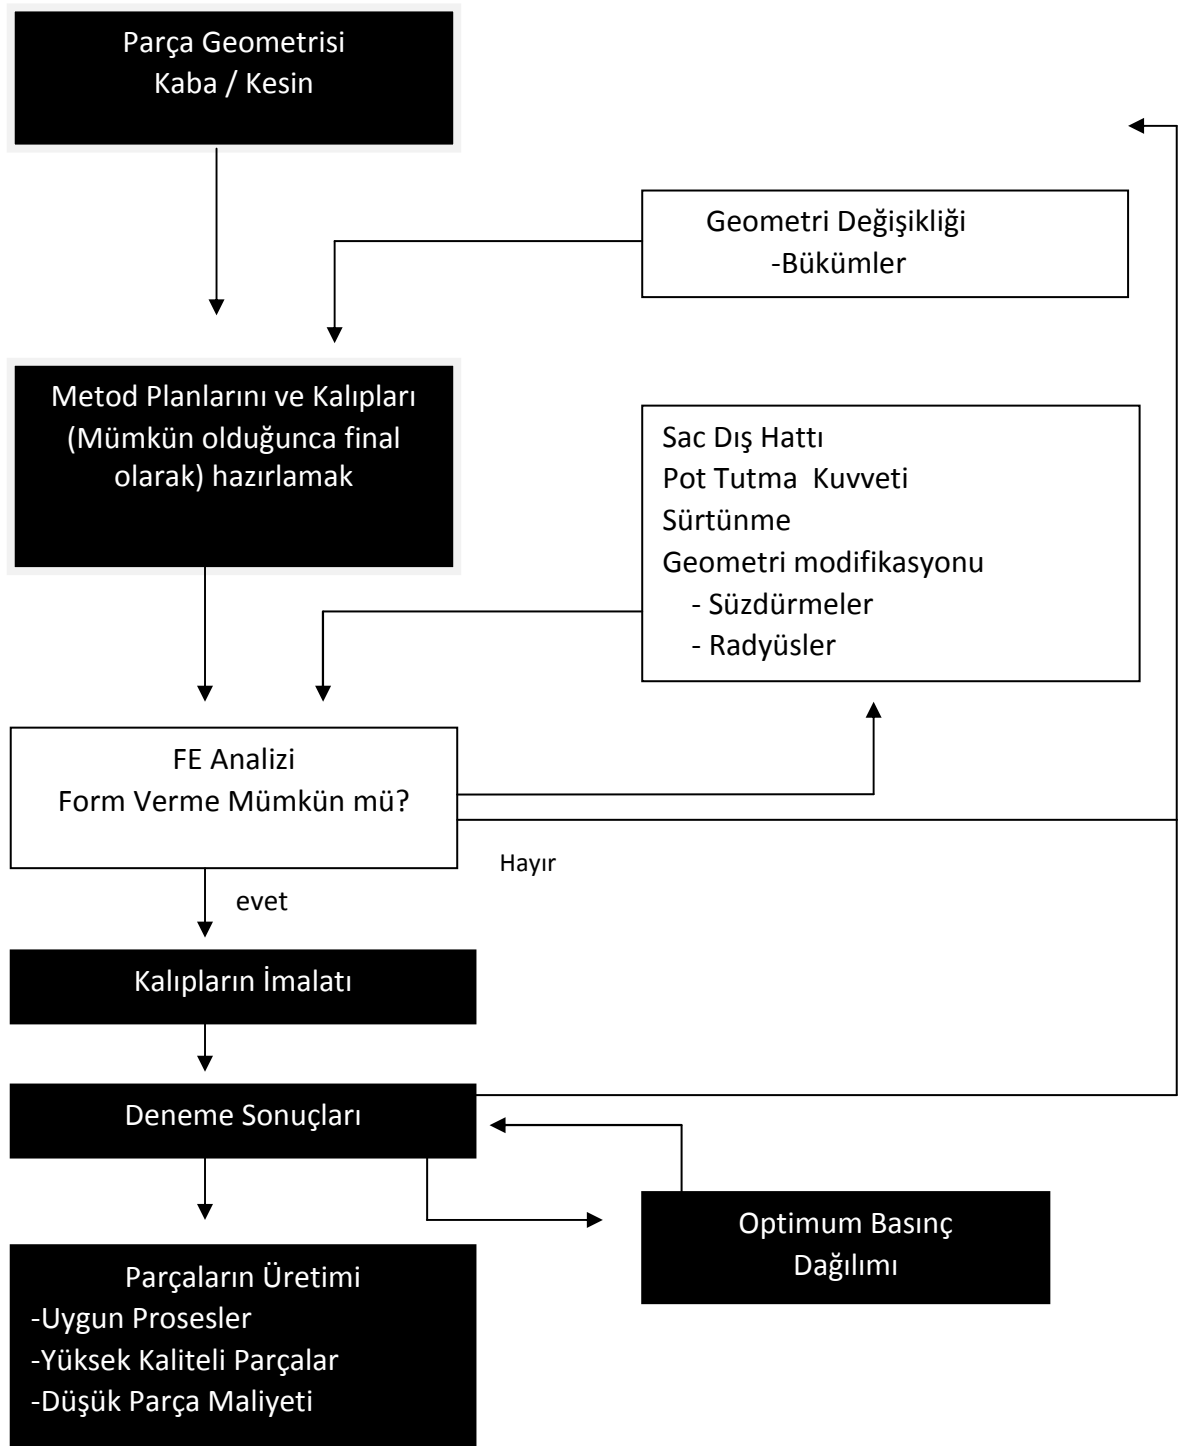 Parça Geometrisi
Kaba / Kesin
Geometri Değişikliği
-Bükümler
Metod Planlarını ve Kalıpları
(Mümkün olduğunca final
olarak) hazırlamak
Sac Dış Hattı
Pot Tutma Kuvveti
Sürtünme
Geometri modifikasyonu
- Süzdürmeler
- Radyüsler
FE Analizi
Form Verme Mümkün mü?
Hayır
evet
Kalıpların İmalatı
Deneme Sonuçları
Optimum Basınç
Dağılımı
Parçaların Üretimi
-Uygun Prosesler
-Yüksek Kaliteli Parçalar
-Düşük Parça Maliyeti